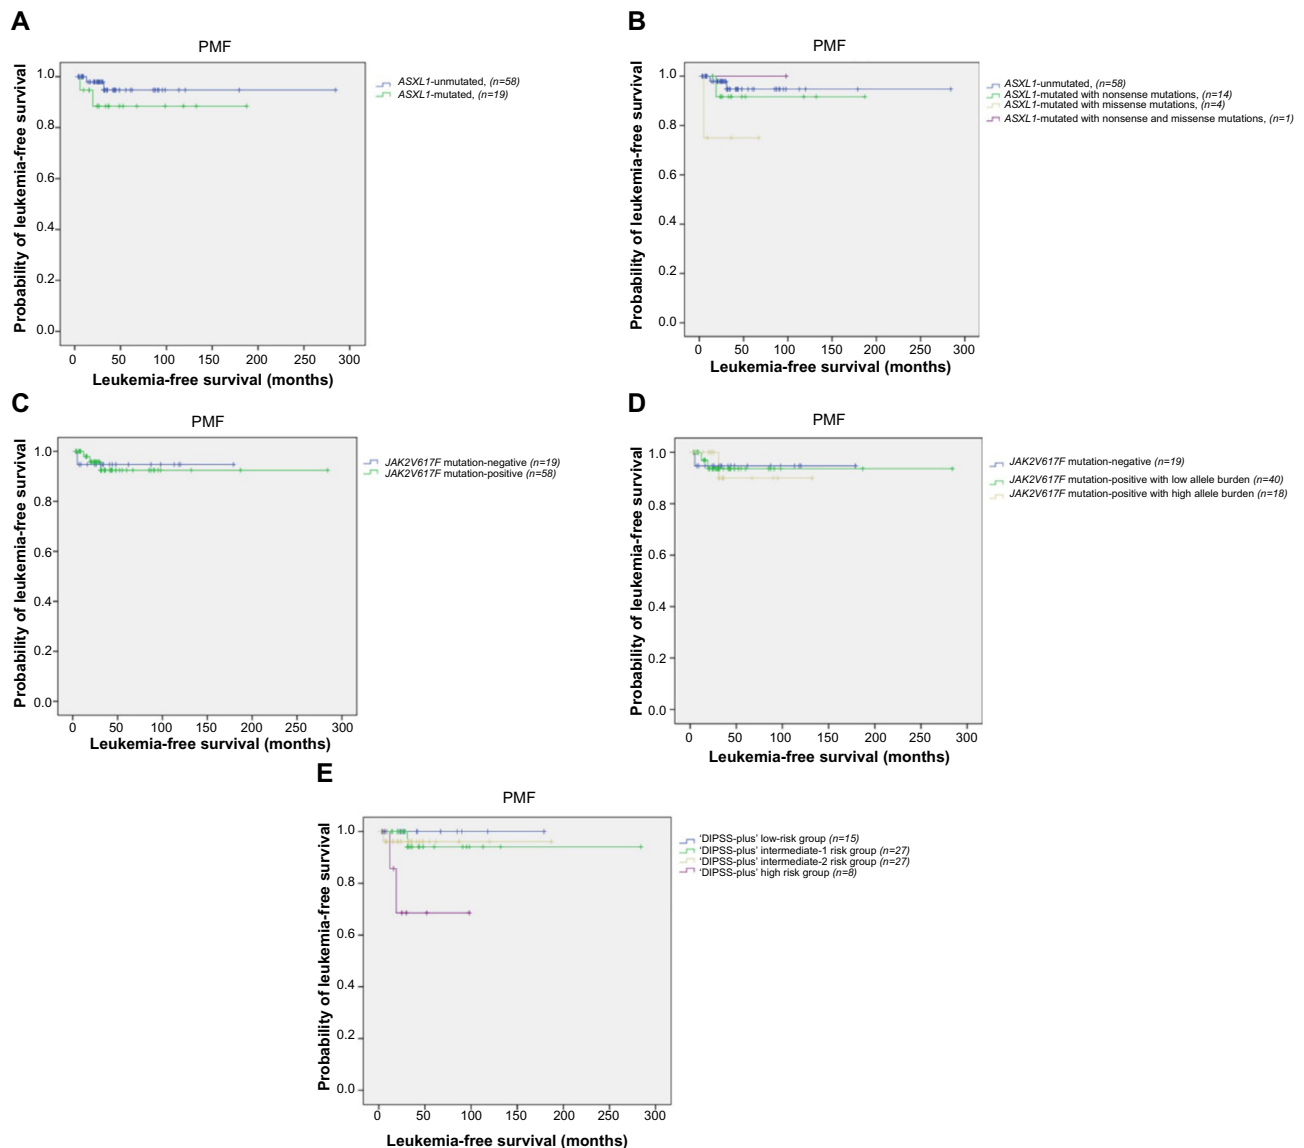 A
PMF
Probability of leukemia-free survival
1.0
0.8
0.6
0.4
0.2
0.0
0 50 100 150 200 250 300
Leukemia-free survival (months)
ASXL1-unmutated, (n=58)
ASXL1-mutated, (n=19)
B
PMF
Probability of leukemia-free survival
1.0
0.8
0.6
0.4
0.2
0.0
0 50 100 150 200 250 300
Leukemia-free survival (months)
ASXL1-unmutated, (n=58)
ASXL1-mutated with nonsense mutations, (n=14)
ASXL1-mutated with missense mutations, (n=4)
ASXL1-mutated with nonsense and missense mutations, (n=1)
C
PMF
Probability of leukemia-free survival
1.0
0.8
0.6
0.4
0.2
0.0
0 50 100 150 200 250 300
Leukemia-free survival (months)
JAK2V617F mutation-negative (n=19)
JAK2V617F mutation-positive (n=58)
D
PMF
Probability of leukemia-free survival
1.0
0.8
0.6
0.4
0.2
0.0
0 50 100 150 200 250 300
Leukemia-free survival (months)
JAK2V617F mutation-negative (n=19)
JAK2V617F mutation-positive with low allele burden (n=40)
JAK2V617F mutation-positive with high allele burden (n=18)
E
PMF
Probability of leukemia-free survival
1.0
0.8
0.6
0.4
0.2
0.0
0 50 100 150 200 250 300
Leukemia-free survival (months)
'DIPSS-plus' low-risk group (n=15)
'DIPSS-plus' intermediate-1 risk group (n=27)
'DIPSS-plus' intermediate-2 risk group (n=27)
'DIPSS-plus' high risk group (n=8)